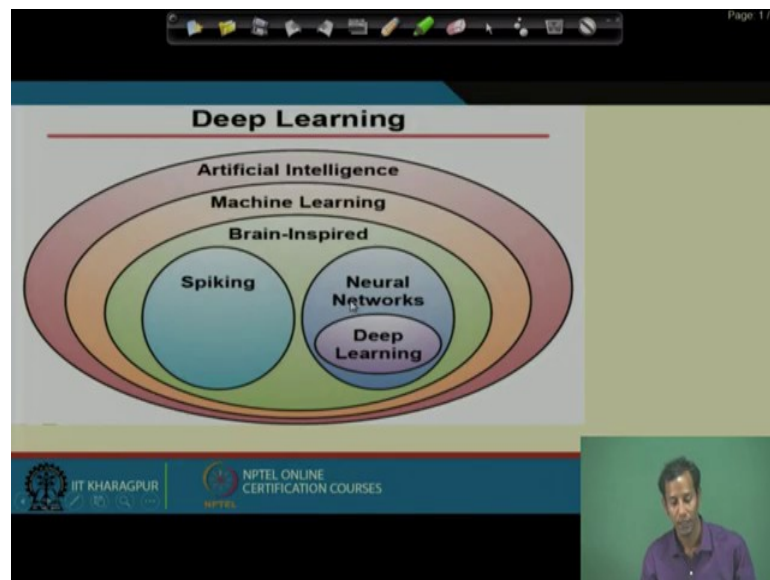 Page: 1/
Deep Learning
Artificial Intelligence
Machine Learning
Brain-Inspired
Spiking
Neural
Networks
Deep
Learning
IIT KHARAGPUR
NPTEL ONLINE
CERTIFICATION COURSES
NPTEL